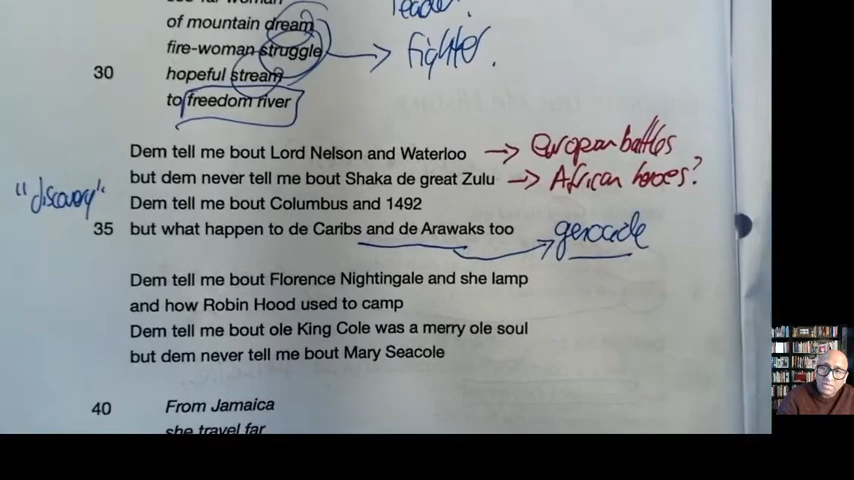 leader.
of mountain dream
fire-woman struggle
fighter.
30 hopeful stream
to freedom river
Dem tell me bout Lord Nelson and Waterloo
European battles
but dem never tell me bout Shaka de great Zulu
African heroes?
"discovery"
Dem tell me bout Columbus and 1492
35 but what happen to de Caribs and de Arawaks too
genocide
Dem tell me bout Florence Nightingale and she lamp
and how Robin Hood used to camp
Dem tell me bout ole King Cole was a merry ole soul
but dem never tell me bout Mary Seacole
40 From Jamaica
she travel far